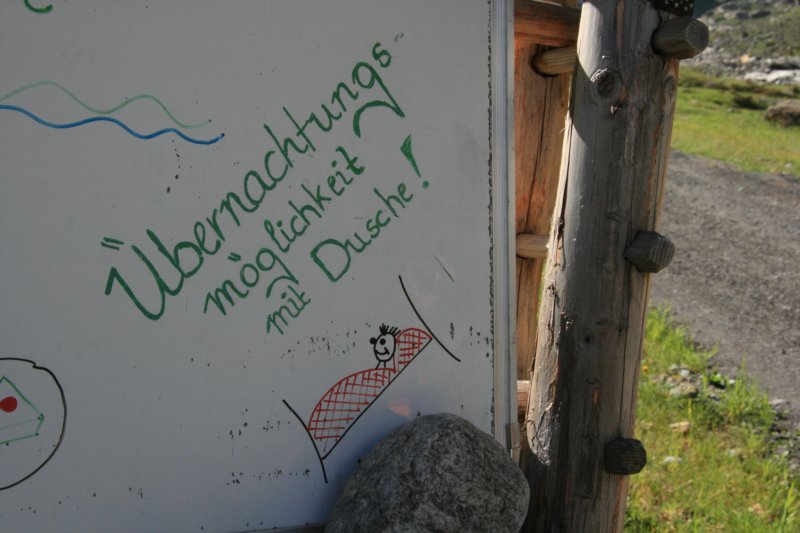 Übernachtungs-
möglichkeit
mit Dusche!